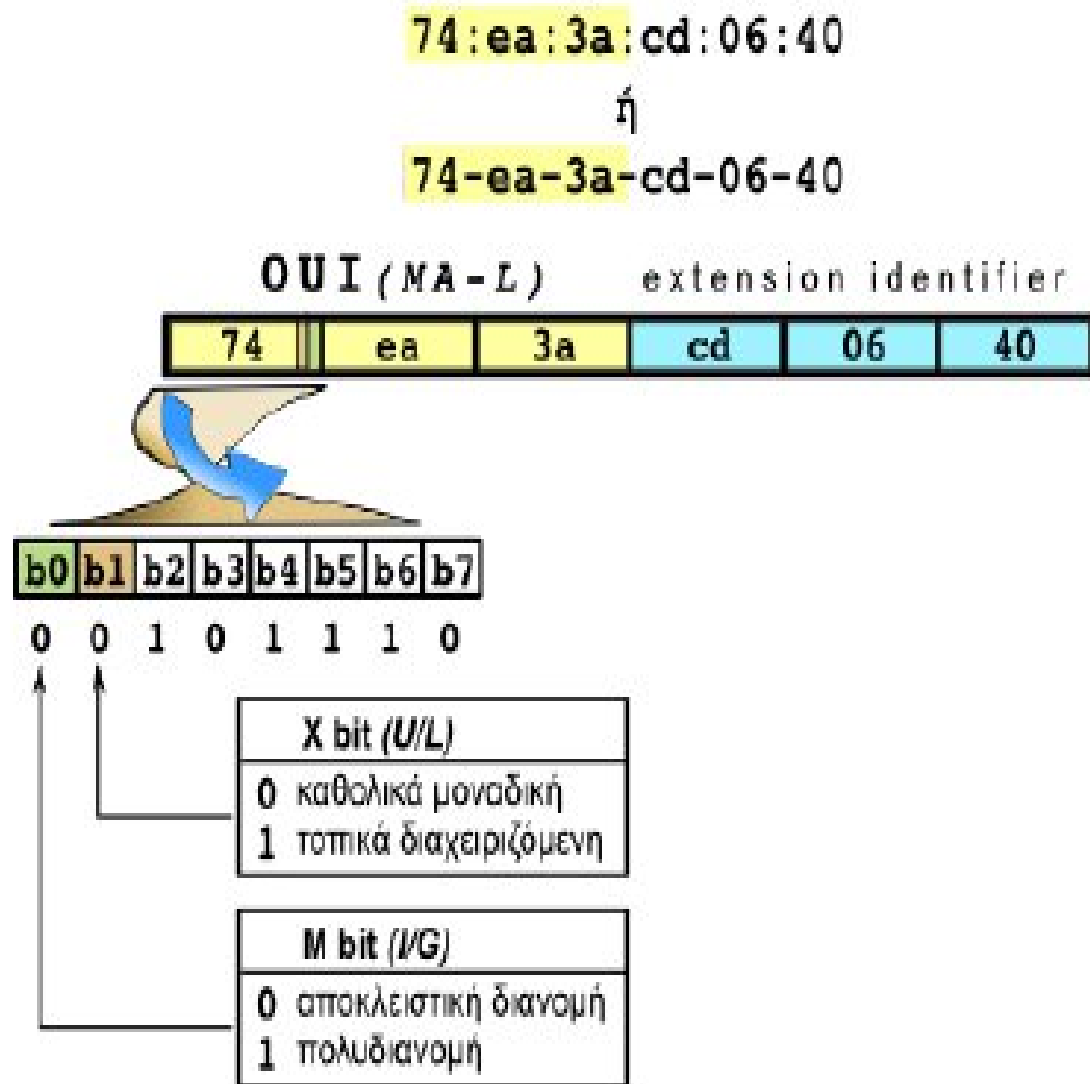 74:ea:3a:cd:06:40
ή
74-ea-3a-cd-06-40
OUI (MA-L) extension identifier
74 ea 3a cd 06 40
b0 b1 b2 b3 b4 b5 b6 b7
0 0 1 0 1 1 1 0
X bit (U/L)
0 καθολικά μοναδική
1 τοπικά διαχειριζόμενη
M bit (I/G)
0 αποκλειστική διανομή
1 πολυδιανομή